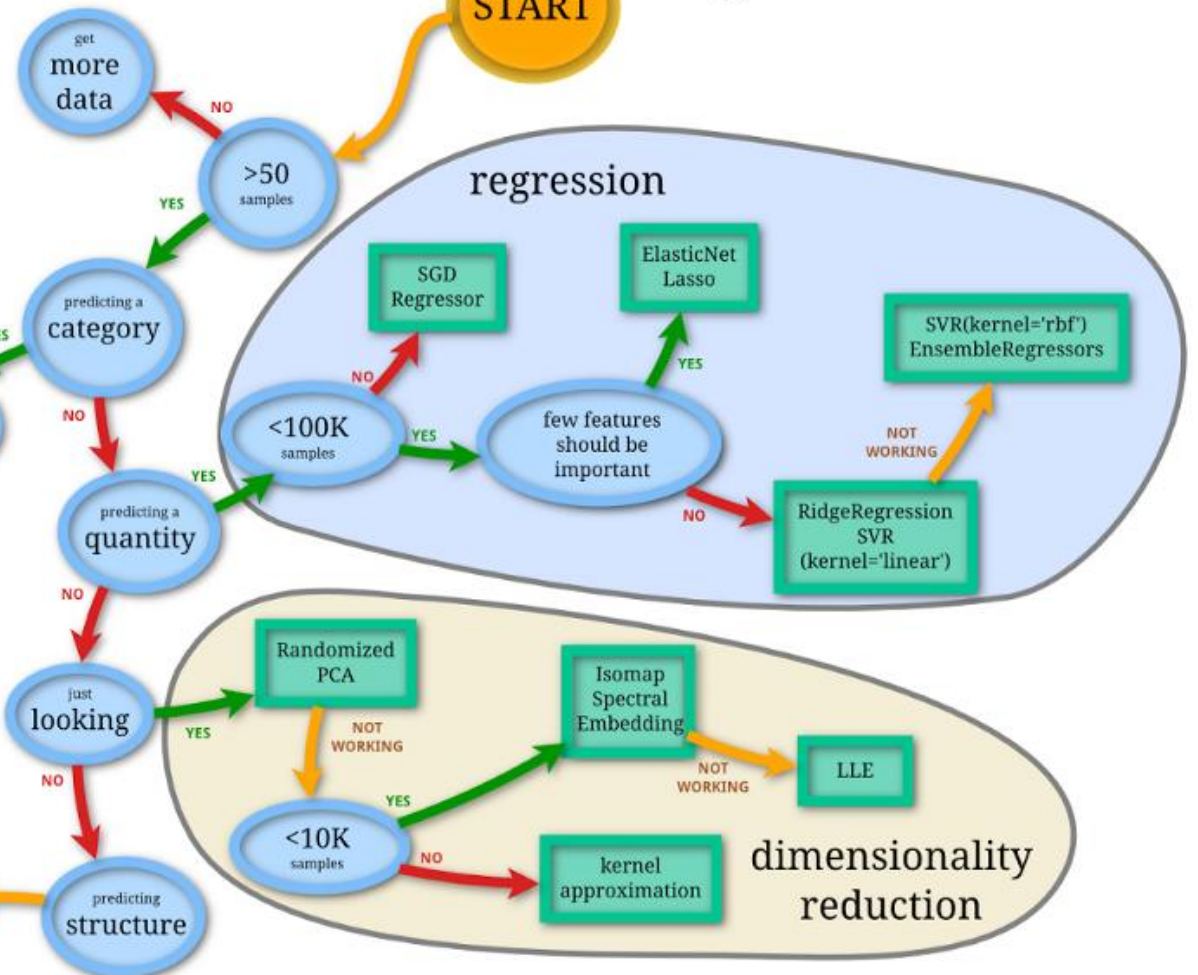 START
get
more
data
NO
>50
samples
YES
regression
predicting a
category
NO
SGD
Regressor
ElasticNet
Lasso
SVR(kernel='rbf')
EnsembleRegressors
NO
YES
<100K
samples
YES
few features
should be
important
NOT
WORKING
NO
RidgeRegression
SVR
(kernel='linear')
YES
predicting a
quantity
NO
Randomized
PCA
Isomap
Spectral
Embedding
just
looking
YES
NOT
WORKING
NOT
WORKING
LLE
NO
YES
<10K
samples
NO
kernel
approximation
dimensionality
reduction
predicting
structure